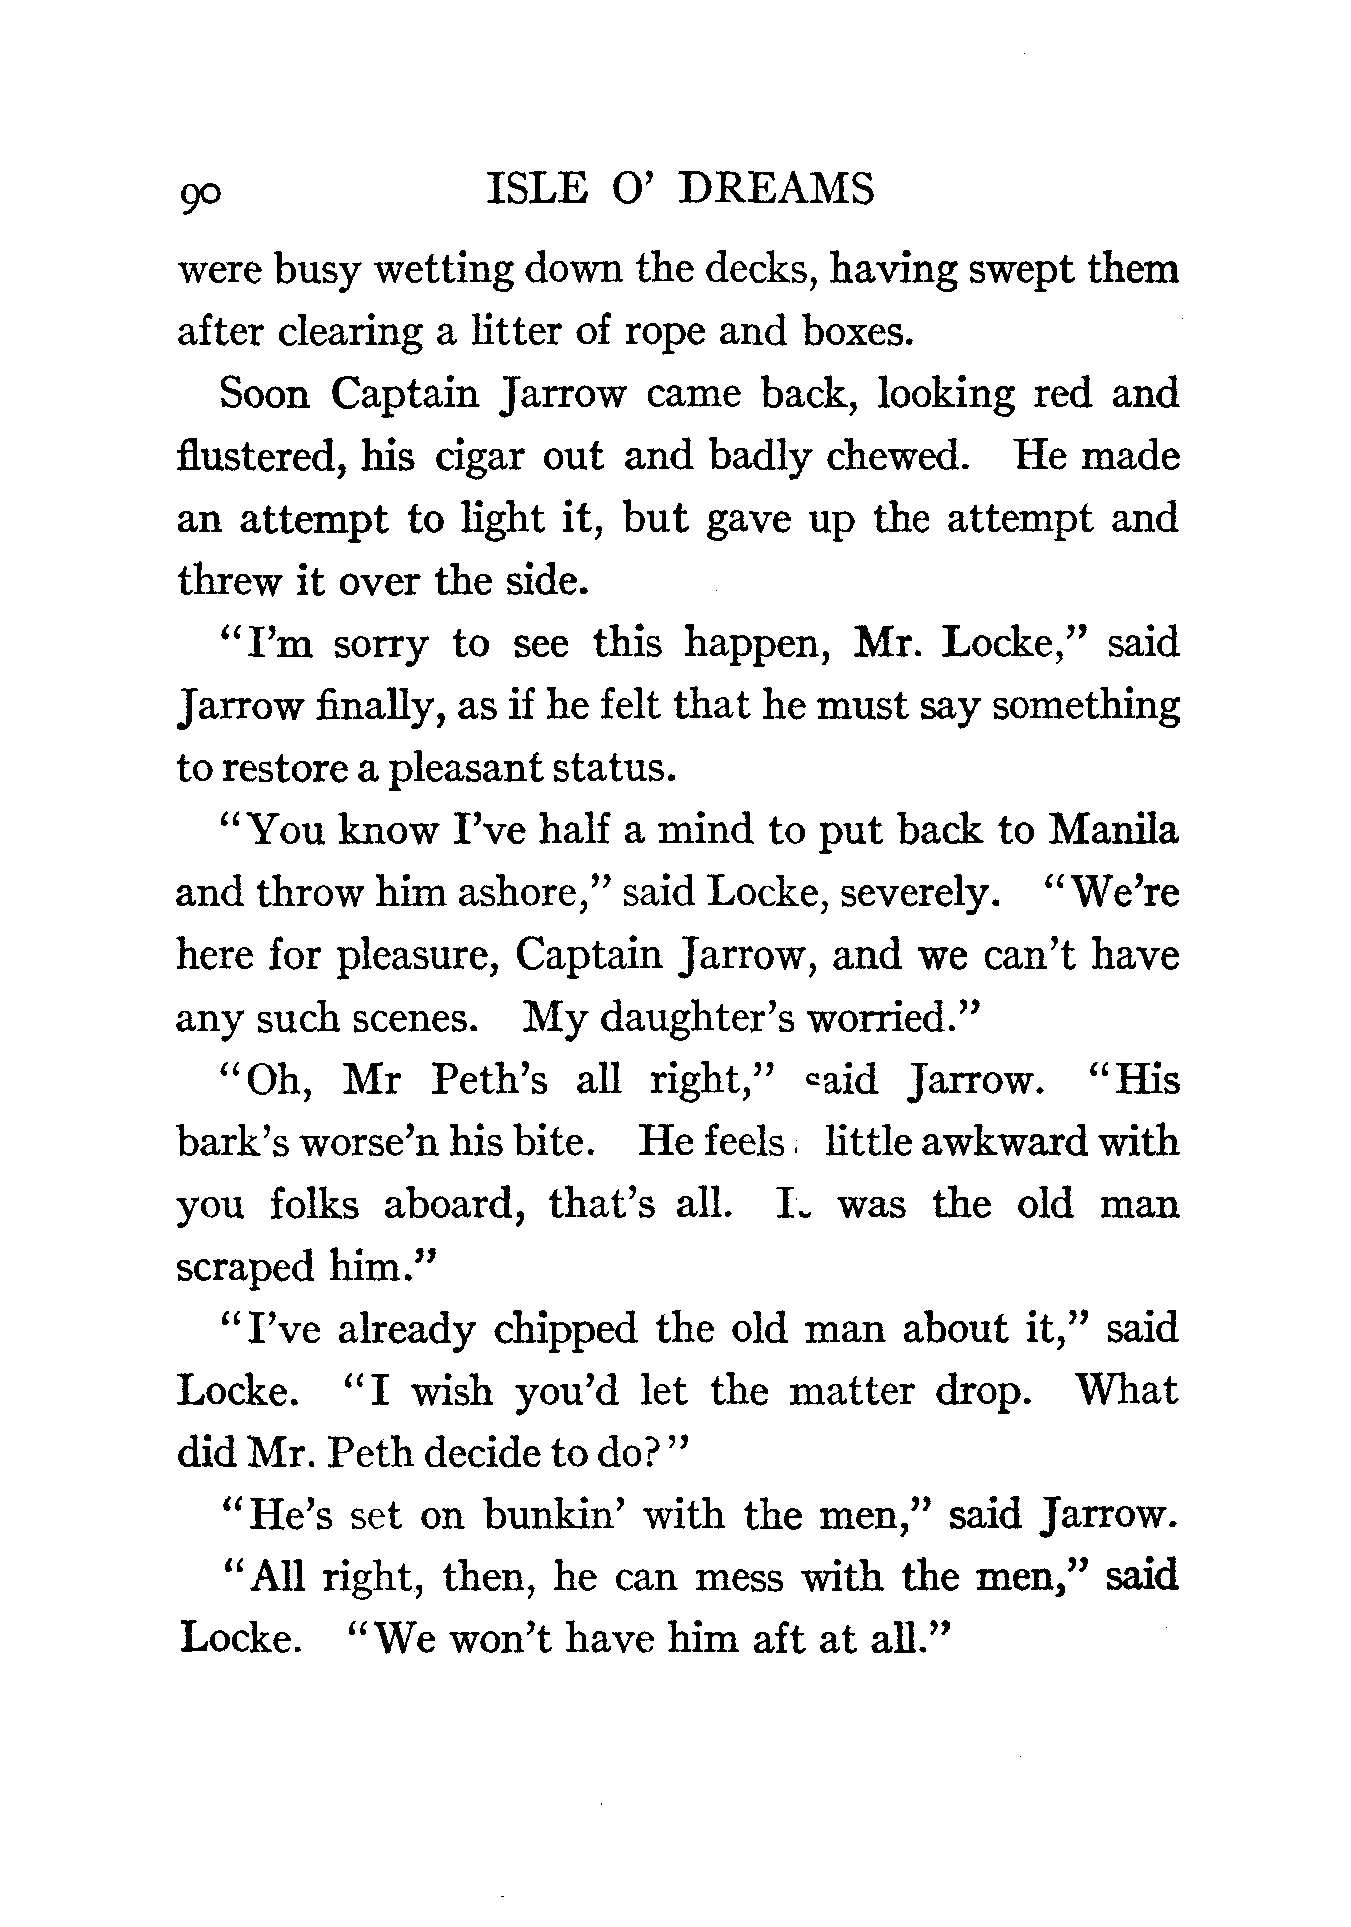 90 ISLE O' DREAMS
were busy wetting down the decks, having swept them
after clearing a litter of rope and boxes.
Soon Captain Jarrow came back, looking red and
flustered, his cigar out and badly chewed. He made
an attempt to light it, but gave up the attempt and
threw it over the side.
"I'm sorry to see this happen, Mr. Locke," said
Jarrow finally, as if he felt that he must say something
to restore a pleasant status.
"You know I've half a mind to put back to Manila
and throw him ashore," said Locke, severely. "We're
here for pleasure, Captain Jarrow, and we can't have
any such scenes. My daughter's worried."
"Oh, Mr Peth's all right," said Jarrow. "His
bark's worse'n his bite. He feels little awkward with
you folks aboard, that's all. It was the old man
scraped him."
"I've already chipped the old man about it," said
Locke. "I wish you'd let the matter drop. What
did Mr. Peth decide to do?"
"He's set on bunkin' with the men," said Jarrow.
"All right, then, he can mess with the men," said
Locke. "We won't have him aft at all."